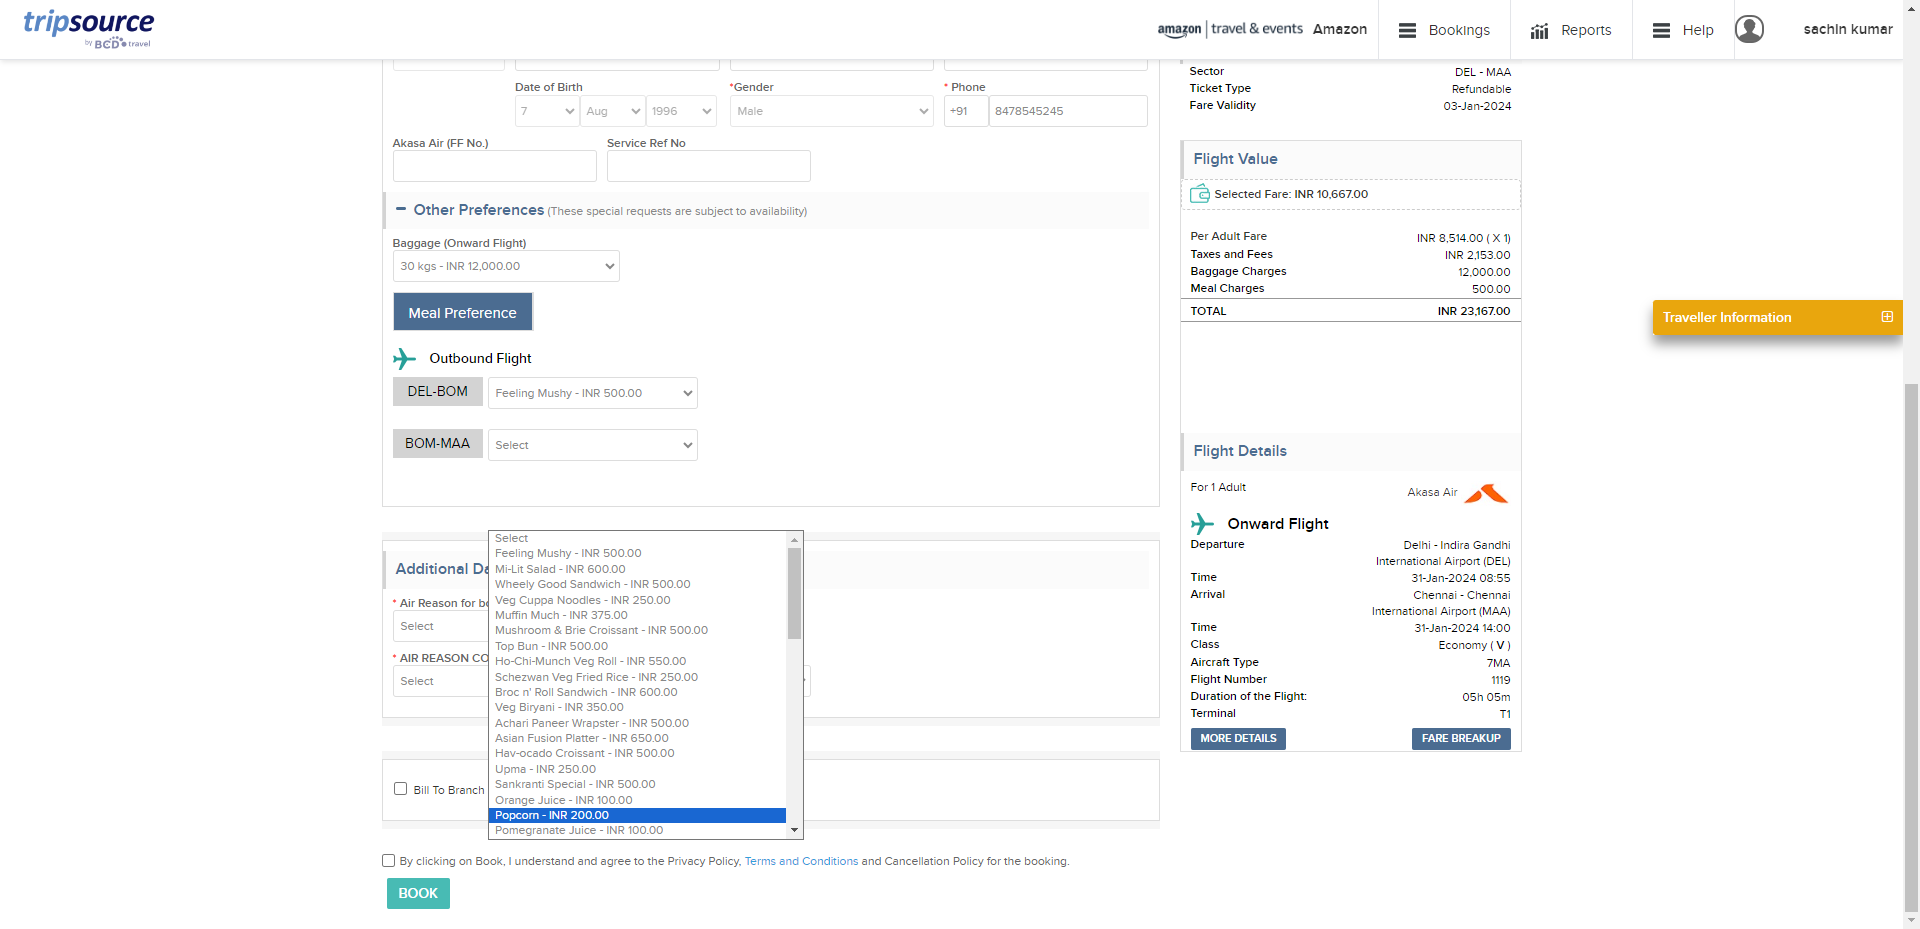 tripsource
by BCD travel
amazon | travel & events Amazon
Bookings
Reports
Help
sachin kumar
Date of Birth
*Gender
* Phone
7
Aug
1996
Male
+91
8478545245
Akasa Air (FF No.)
Service Ref No
Other Preferences (These special requests are subject to availability)
Baggage (Onward Flight)
30 kgs - INR 12,000.00
Meal Preference
Outbound Flight
DEL-BOM
Feeling Mushy - INR 500.00
BOM-MAA
Select
Additional Da
* Air Reason for bo
Select
* AIR REASON CO
Select
Select
Feeling Mushy - INR 500.00
Mi-Lit Salad - INR 600.00
Wheely Good Sandwich - INR 500.00
Veg Cuppa Noodles - INR 250.00
Muffin Much - INR 375.00
Mushroom & Brie Croissant - INR 500.00
Top Bun - INR 500.00
Ho-Chi-Munch Veg Roll - INR 550.00
Schezwan Veg Fried Rice - INR 250.00
Broc n' Roll Sandwich - INR 600.00
Veg Biryani - INR 350.00
Achari Paneer Wrapster - INR 500.00
Asian Fusion Platter - INR 650.00
Hav-ocado Croissant - INR 500.00
Upma - INR 250.00
Sankranti Special - INR 500.00
Orange Juice - INR 100.00
Popcorn - INR 200.00
Pomegranate Juice - INR 100.00
Bill To Branch
By clicking on Book, I understand and agree to the Privacy Policy, Terms and Conditions and Cancellation Policy for the booking.
BOOK
Sector DEL - MAA
Ticket Type Refundable
Fare Validity 03-Jan-2024
Flight Value
Selected Fare: INR 10,667.00
Per Adult Fare INR 8,514.00 ( X 1)
Taxes and Fees INR 2,153.00
Baggage Charges 12,000.00
Meal Charges 500.00
TOTAL INR 23,167.00
Flight Details
For 1 Adult Akasa Air
Onward Flight
Departure Delhi - Indira Gandhi
International Airport (DEL)
Time 31-Jan-2024 08:55
Arrival Chennai - Chennai
International Airport (MAA)
Time 31-Jan-2024 14:00
Class Economy ( V )
Aircraft Type 7MA
Flight Number 1119
Duration of the Flight: 05h 05m
Terminal T1
MORE DETAILS
FARE BREAKUP
Traveller Information